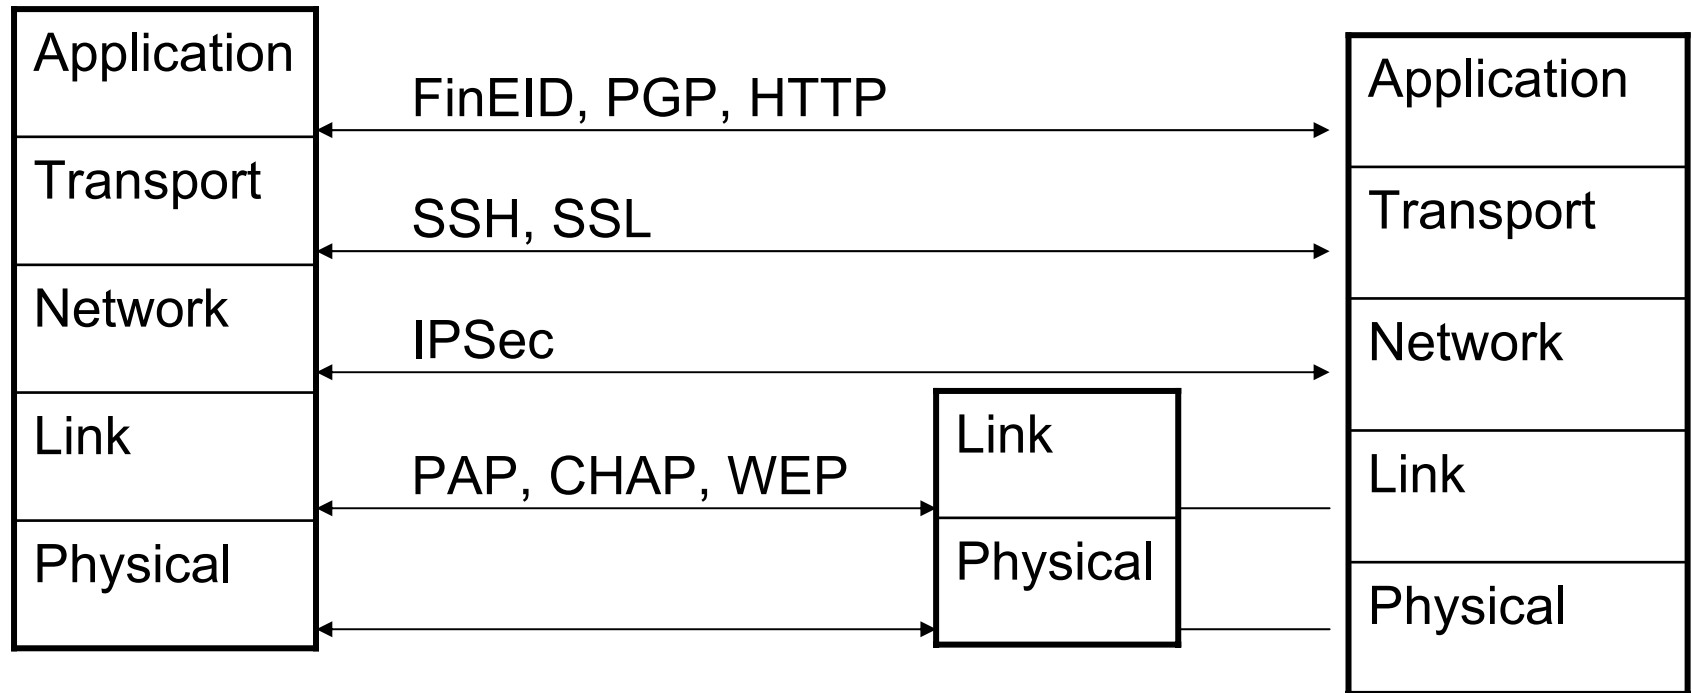 Application
Transport
Network
Link
Physical
FinEID, PGP, HTTP
SSH, SSL
IPSec
PAP, CHAP, WEP
Link
Physical
Application
Transport
Network
Link
Physical